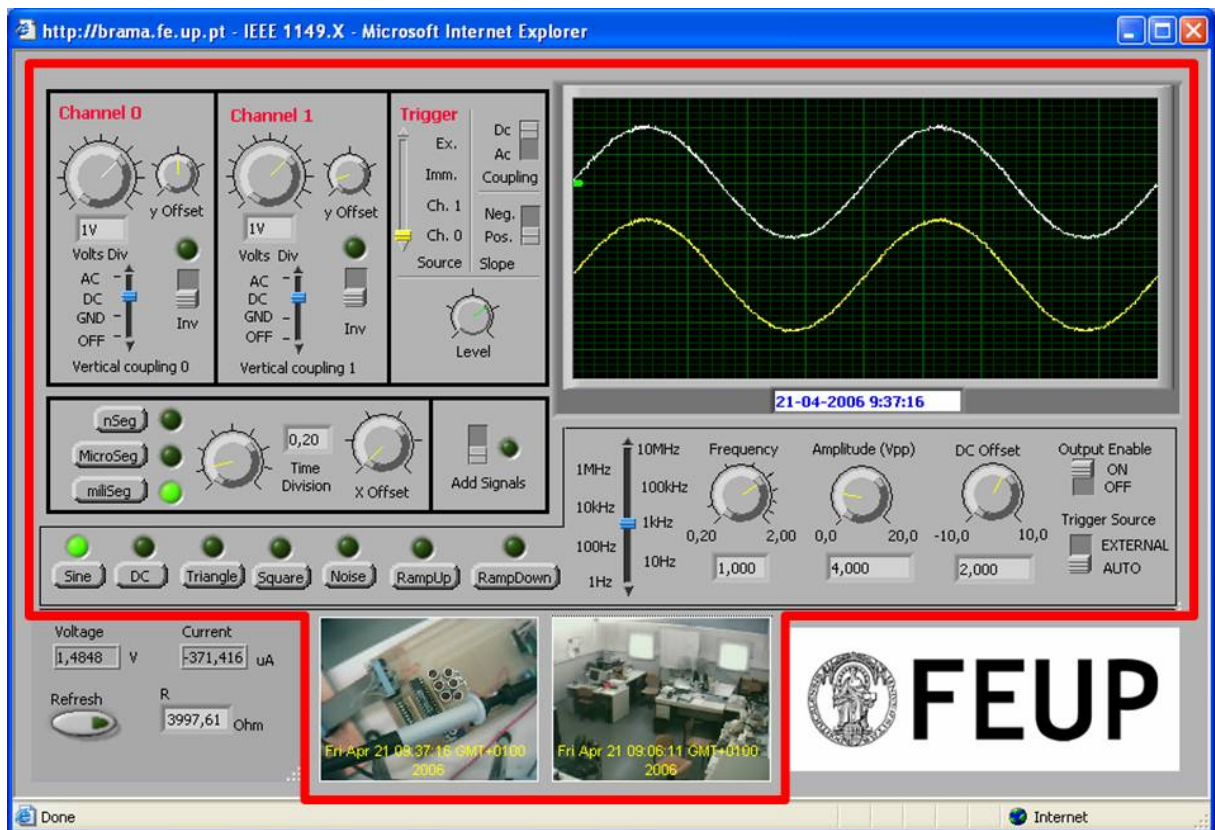 http://brama.fe.up.pt - IEEE 1149.X - Microsoft Internet Explorer
Channel 0
y Offset
1V
Volts Div
AC
DC
GND
OFF
Inv
Vertical coupling 0
Channel 1
y Offset
1V
Volts Div
AC
DC
GND
OFF
Inv
Vertical coupling 1
Trigger
Ex.
Imm.
Ch. 1
Ch. 0
Source
Dc
Ac
Coupling
Neg.
Pos.
Slope
Level
21-04-2006 9:37:16
nSeg
MicroSeg
miliSeg
0,20
Time
Division
X Offset
Add Signals
10MHz
1MHz
100kHz
10kHz
1kHz
100Hz
10Hz
1Hz
Frequency
0,20 2,00
1,000
Amplitude (Vpp)
0,0 20,0
4,000
DC Offset
-10,0 10,0
2,000
Output Enable
ON
OFF
Trigger Source
EXTERNAL
AUTO
Sine
DC
Triangle
Square
Noise
RampUp
RampDown
Voltage
1,4848 V
Current
-371,416 uA
Refresh
R
3997,61 Ohm
Fri Apr 21 09:37:16 GMT+0100
2006
Fri Apr 21 09:06:11 GMT+0100
2006
FEUP
Done
Internet